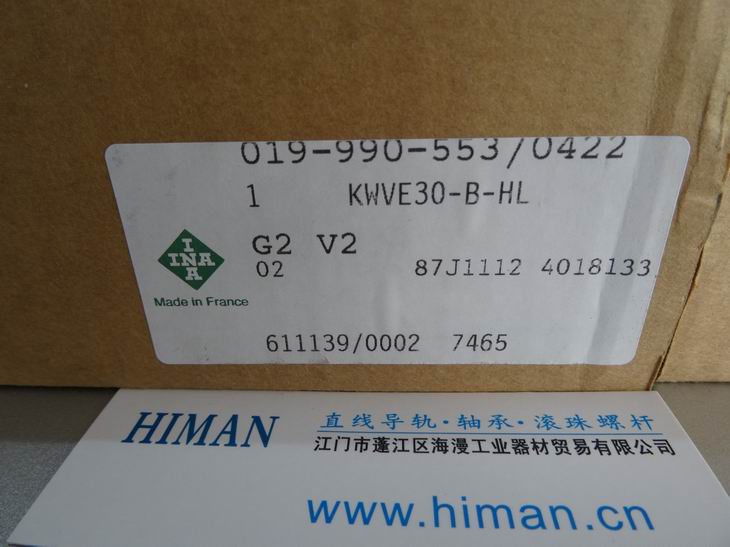 019-990-553/0422
1 KWVE30-B-HL
G2 V2
02 87J1112 4018133
INA
INA
Made in France
611139/0002 7465
HIMAN
直线导轨·轴承·滚珠螺杆
江门市蓬江区海漫工业器材贸易有限公司
www.himan.cn